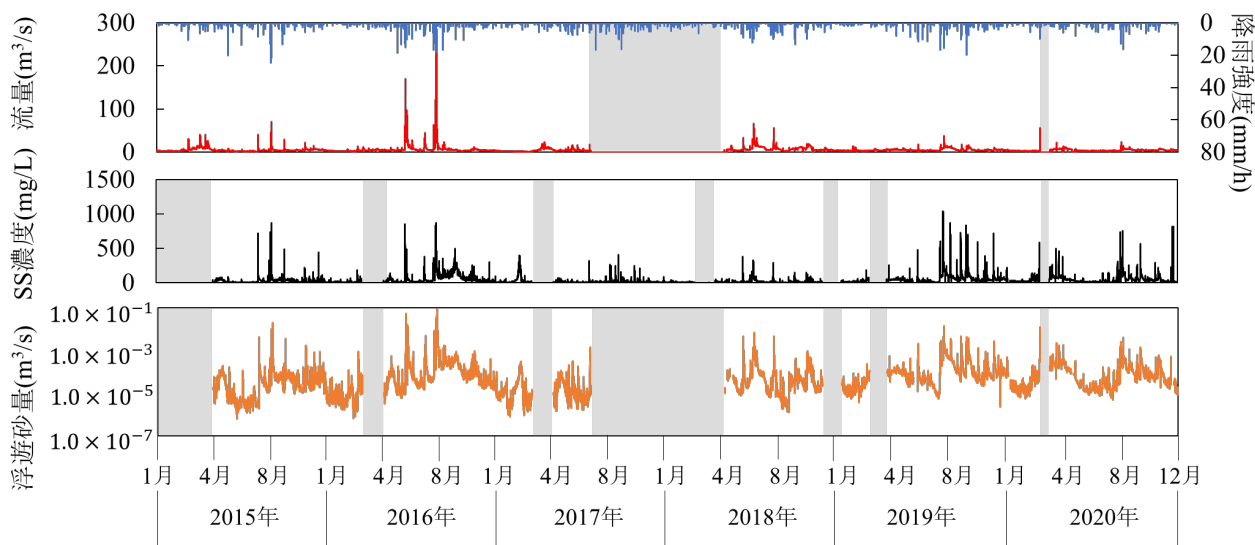 流量(m³/s)
300
200
100
0
0
20
40
60
80
降雨強度(mm/h)
SS濃度(mg/L)
1500
1000
500
0
浮遊砂量(m³/s)
1.0 × 10⁻¹
1.0 × 10⁻³
1.0 × 10⁻⁵
1.0 × 10⁻⁷
1月 4月 8月 1月 4月 8月 1月 4月 8月 1月 4月 8月 1月 4月 8月 1月 4月 8月 12月
2015年 2016年 2017年 2018年 2019年 2020年